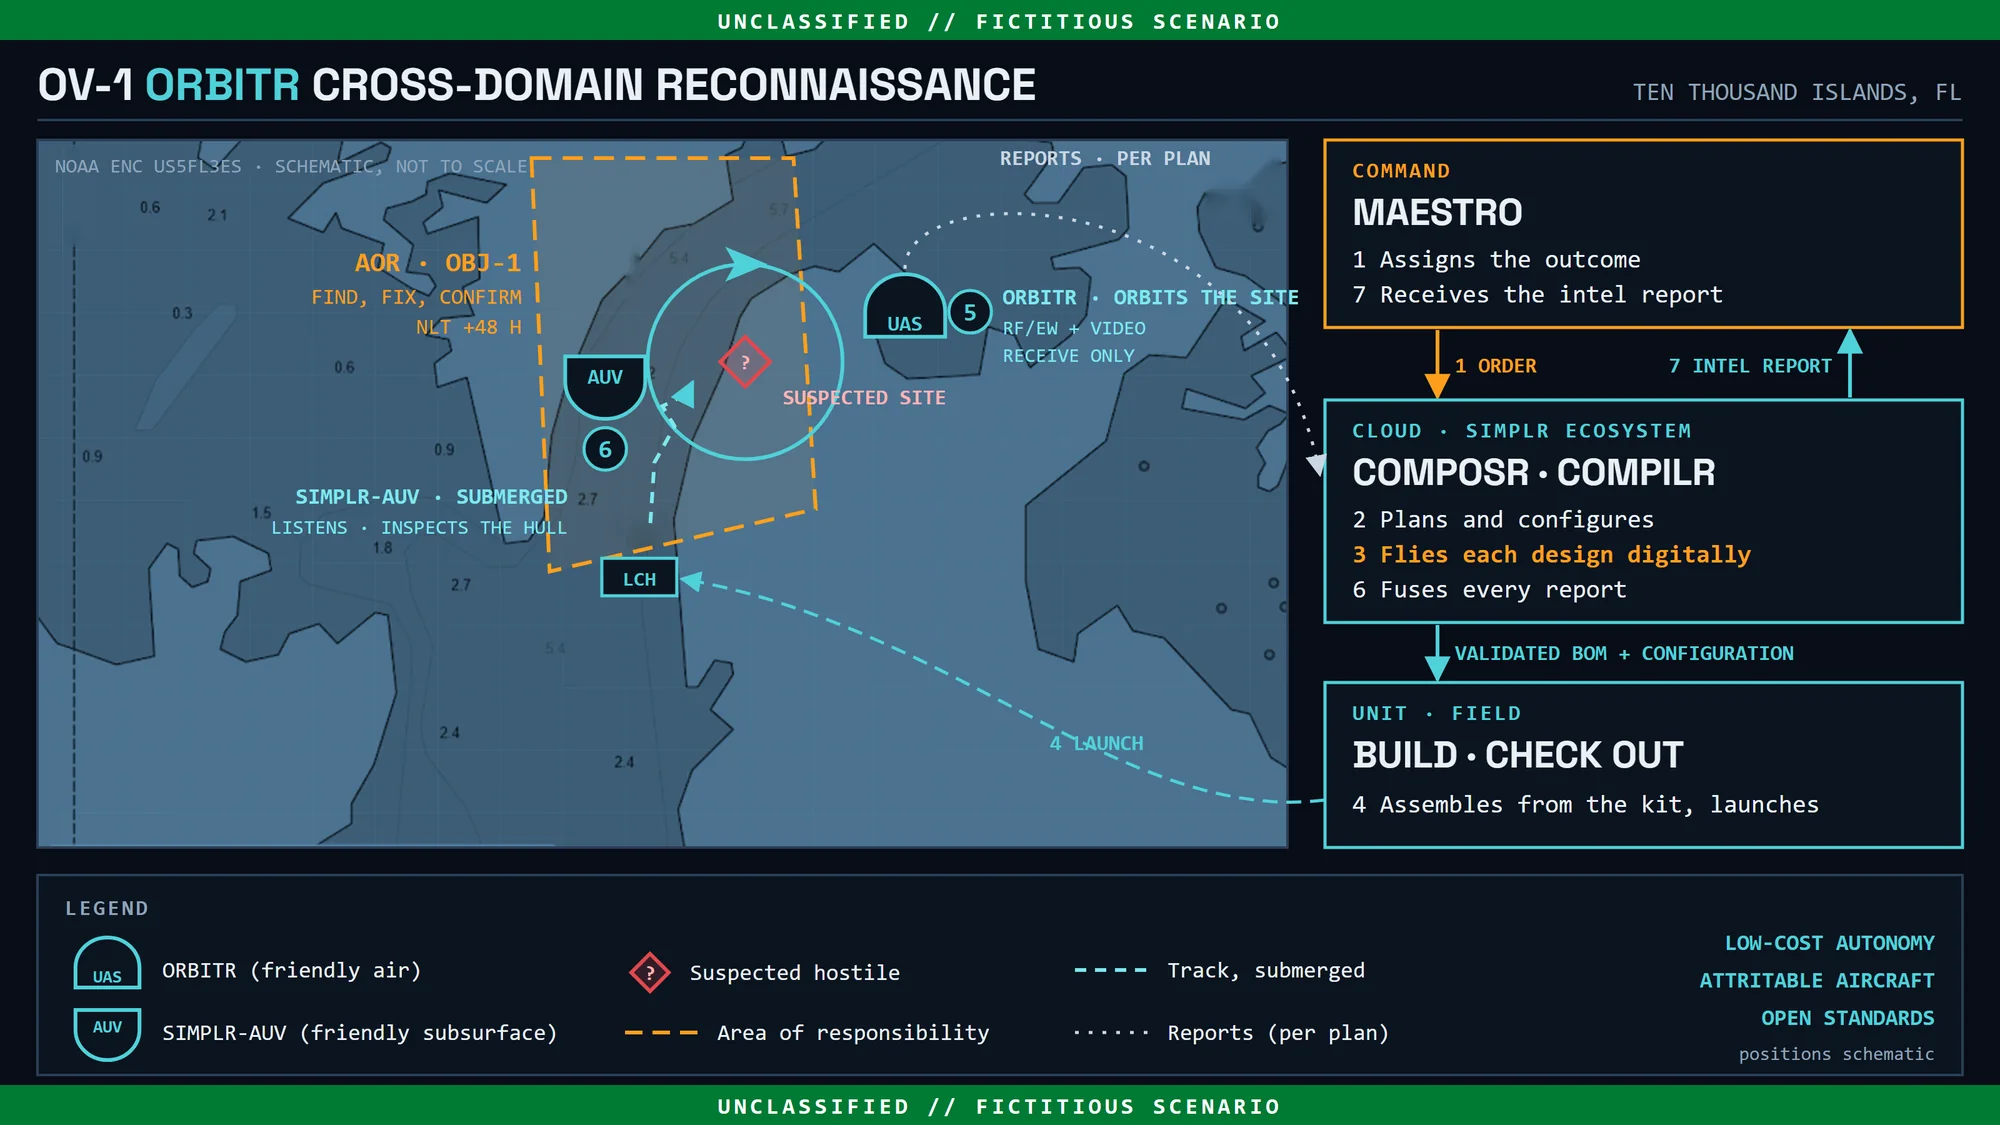 UNCLASSIFIED // FICTITIOUS SCENARIO
OV-1 ORBITR CROSS-DOMAIN RECONNAISSANCE
TEN THOUSAND ISLANDS, FL
NOAA ENC US5FL3ES · SCHEMATIC, NOT TO SCALE
REPORTS · PER PLAN
0.6
2.1
5.7
5.4
AOR · OBJ-1
FIND, FIX, CONFIRM
NLT +48 H
0.3
0.6
0.9
0.9
UAS
5
ORBITR · ORBITS THE SITE
RF/EW + VIDEO
RECEIVE ONLY
?
SUSPECTED SITE
AUV
6
SIMPLR-AUV · SUBMERGED
LISTENS · INSPECTS THE HULL
2.7
1.5
1.8
2.7
LCH
5.4
2.4
2.4
4 LAUNCH
COMMAND
MAESTRO
1 Assigns the outcome
7 Receives the intel report
1 ORDER
7 INTEL REPORT
CLOUD · SIMPLR ECOSYSTEM
COMPOSR · COMPILR
2 Plans and configures
3 Flies each design digitally
6 Fuses every report
VALIDATED BOM + CONFIGURATION
UNIT · FIELD
BUILD · CHECK OUT
4 Assembles from the kit, launches
LEGEND
UAS
ORBITR (friendly air)
AUV
SIMPLR-AUV (friendly subsurface)
?
Suspected hostile
Area of responsibility
Track, submerged
Reports (per plan)
LOW-COST AUTONOMY
ATTRITABLE AIRCRAFT
OPEN STANDARDS
positions schematic
UNCLASSIFIED // FICTITIOUS SCENARIO